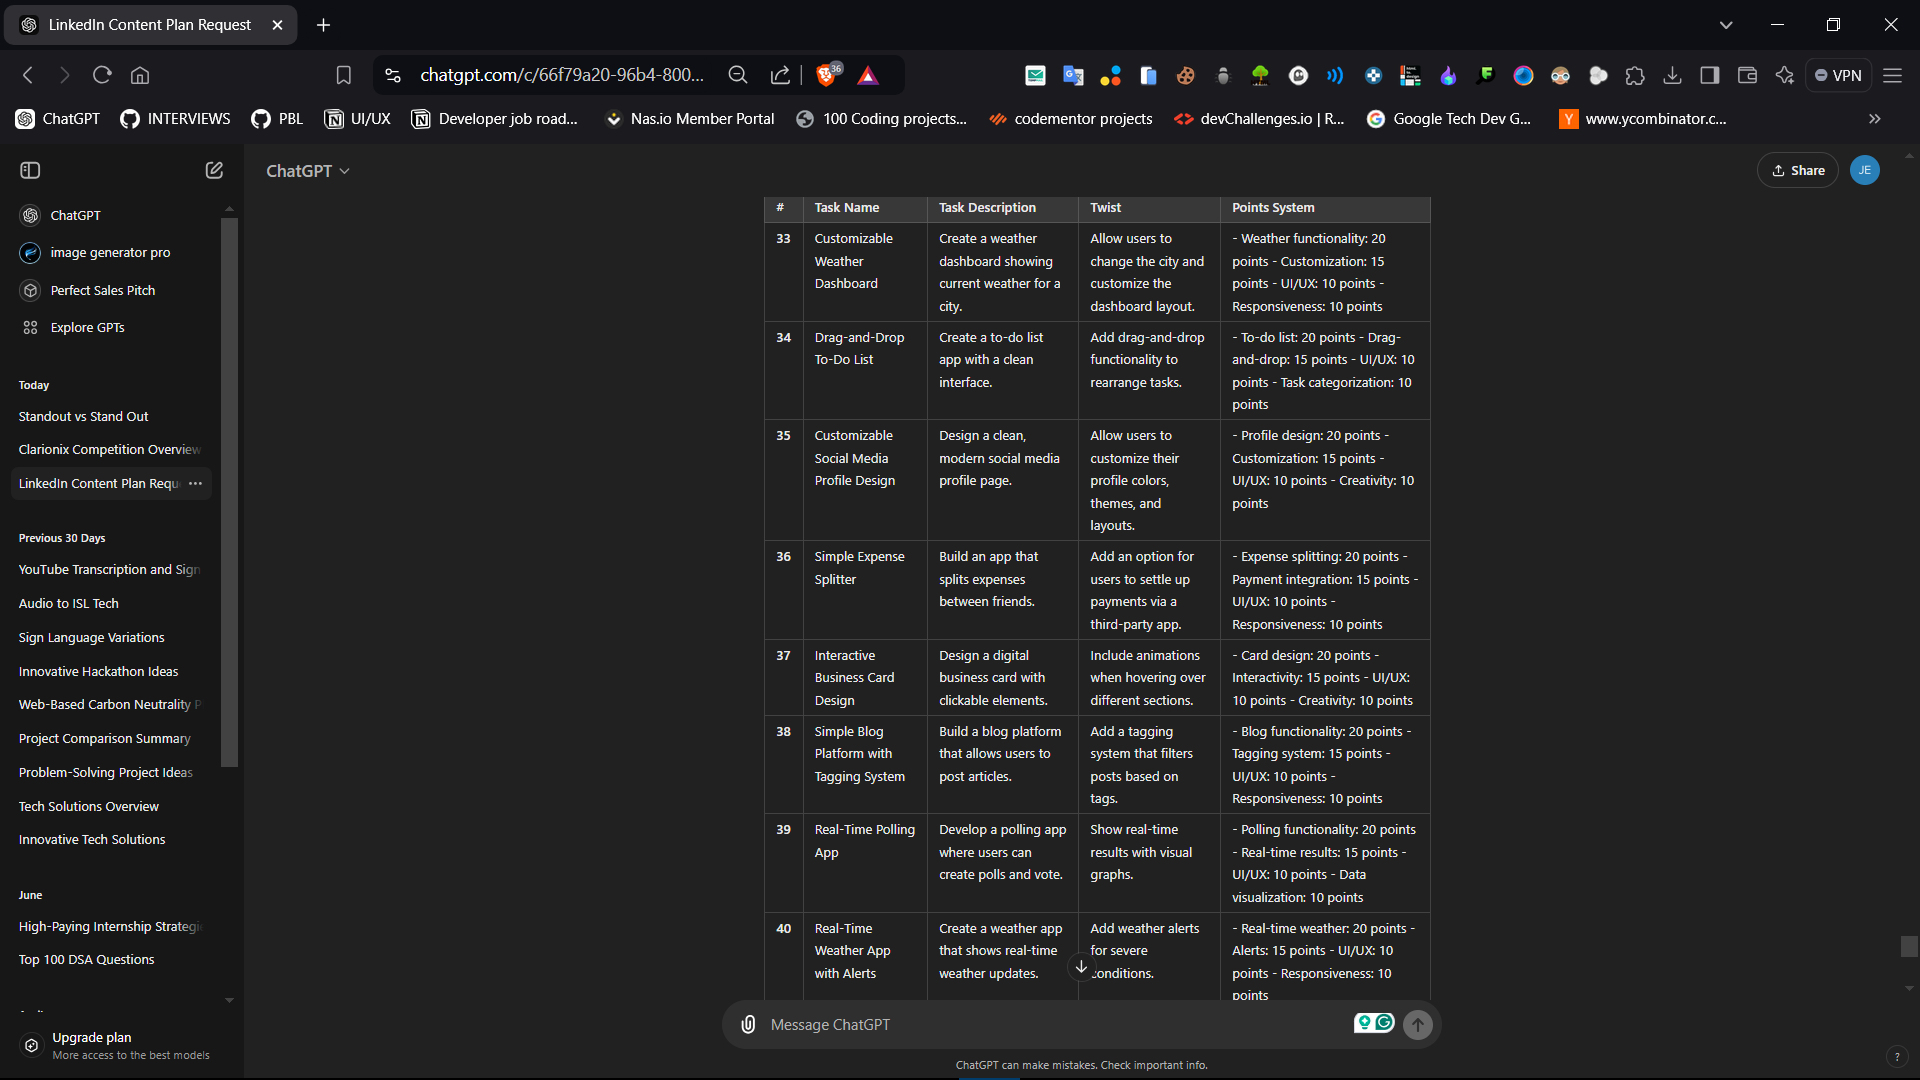 LinkedIn Content Plan Request
chatgpt.com/c/66f79a20-96b4-800...
36
VPN
ChatGPT
INTERVIEWS
PBL
UI/UX
Developer job road...
Nas.io Member Portal
100 Coding projects...
codementor projects
devChallenges.io | R...
Google Tech Dev G...
www.ycombinator.c...
ChatGPT
image generator pro
Perfect Sales Pitch
Explore GPTs
Today
Standout vs Stand Out
Clarionix Competition Overview
LinkedIn Content Plan Requ
Previous 30 Days
YouTube Transcription and Sign
Audio to ISL Tech
Sign Language Variations
Innovative Hackathon Ideas
Web-Based Carbon Neutrality P
Project Comparison Summary
Problem-Solving Project Ideas
Tech Solutions Overview
Innovative Tech Solutions
June
High-Paying Internship Strategi
Top 100 DSA Questions
Upgrade plan
More access to the best models
ChatGPT
Share
JE
# Task Name Task Description Twist Points System
33
Customizable
Weather
Dashboard
Create a weather
dashboard showing
current weather for a
city.
Allow users to
change the city and
customize the
dashboard layout.
- Weather functionality: 20
points - Customization: 15
points - UI/UX: 10 points -
Responsiveness: 10 points
34
Drag-and-Drop
To-Do List
Create a to-do list
app with a clean
interface.
Add drag-and-drop
functionality to
rearrange tasks.
- To-do list: 20 points - Drag-
and-drop: 15 points - UI/UX: 10
points - Task categorization: 10
points
35
Customizable
Social Media
Profile Design
Design a clean,
modern social media
profile page.
Allow users to
customize their
profile colors,
themes, and
layouts.
- Profile design: 20 points -
Customization: 15 points -
UI/UX: 10 points - Creativity: 10
points
36
Simple Expense
Splitter
Build an app that
splits expenses
between friends.
Add an option for
users to settle up
payments via a
third-party app.
- Expense splitting: 20 points -
Payment integration: 15 points -
UI/UX: 10 points -
Responsiveness: 10 points
37
Interactive
Business Card
Design
Design a digital
business card with
clickable elements.
Include animations
when hovering over
different sections.
- Card design: 20 points -
Interactivity: 15 points - UI/UX:
10 points - Creativity: 10 points
38
Simple Blog
Platform with
Tagging System
Build a blog platform
that allows users to
post articles.
Add a tagging
system that filters
posts based on
tags.
- Blog functionality: 20 points -
Tagging system: 15 points -
UI/UX: 10 points -
Responsiveness: 10 points
39
Real-Time Polling
App
Develop a polling app
where users can
create polls and vote.
Show real-time
results with visual
graphs.
- Polling functionality: 20 points
- Real-time results: 15 points -
UI/UX: 10 points - Data
visualization: 10 points
40
Real-Time
Weather App
with Alerts
Create a weather app
that shows real-time
weather updates.
Add weather alerts
for severe
conditions.
- Real-time weather: 20 points -
Alerts: 15 points - UI/UX: 10
points - Responsiveness: 10
points
Message ChatGPT
ChatGPT can make mistakes. Check important info.
?